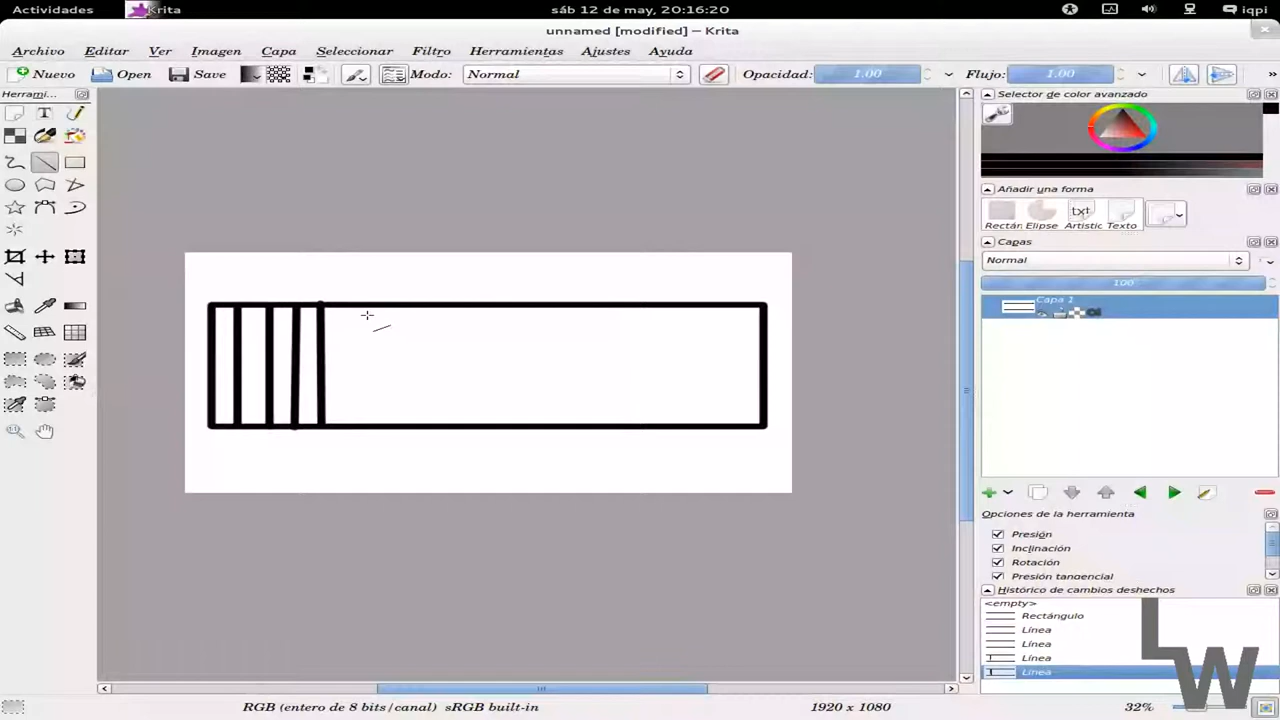 Actividades Krita sáb 12 de may, 20:16:20 iqpi
unnamed [modified] – Krita
Archivo Editar Ver Imagen Capa Seleccionar Filtro Herramientas Ajustes Ayuda
Nuevo Open Save Modo: Normal Opacidad: 1.00 Flujo: 1.00 »
Herrami... Selector de color avanzado
Añadir una forma
txt
Rectán Elipse Artistic Texto
Capas
Normal
100
Capa 1
Opciones de la herramienta
Presión
Inclinación
Rotación
Presión tangencial
Histórico de cambios deshechos
<empty>
Rectángulo
Línea
Línea
Línea
Línea
LW
RGB (entero de 8 bits/canal) sRGB built-in 1920 x 1080 32%